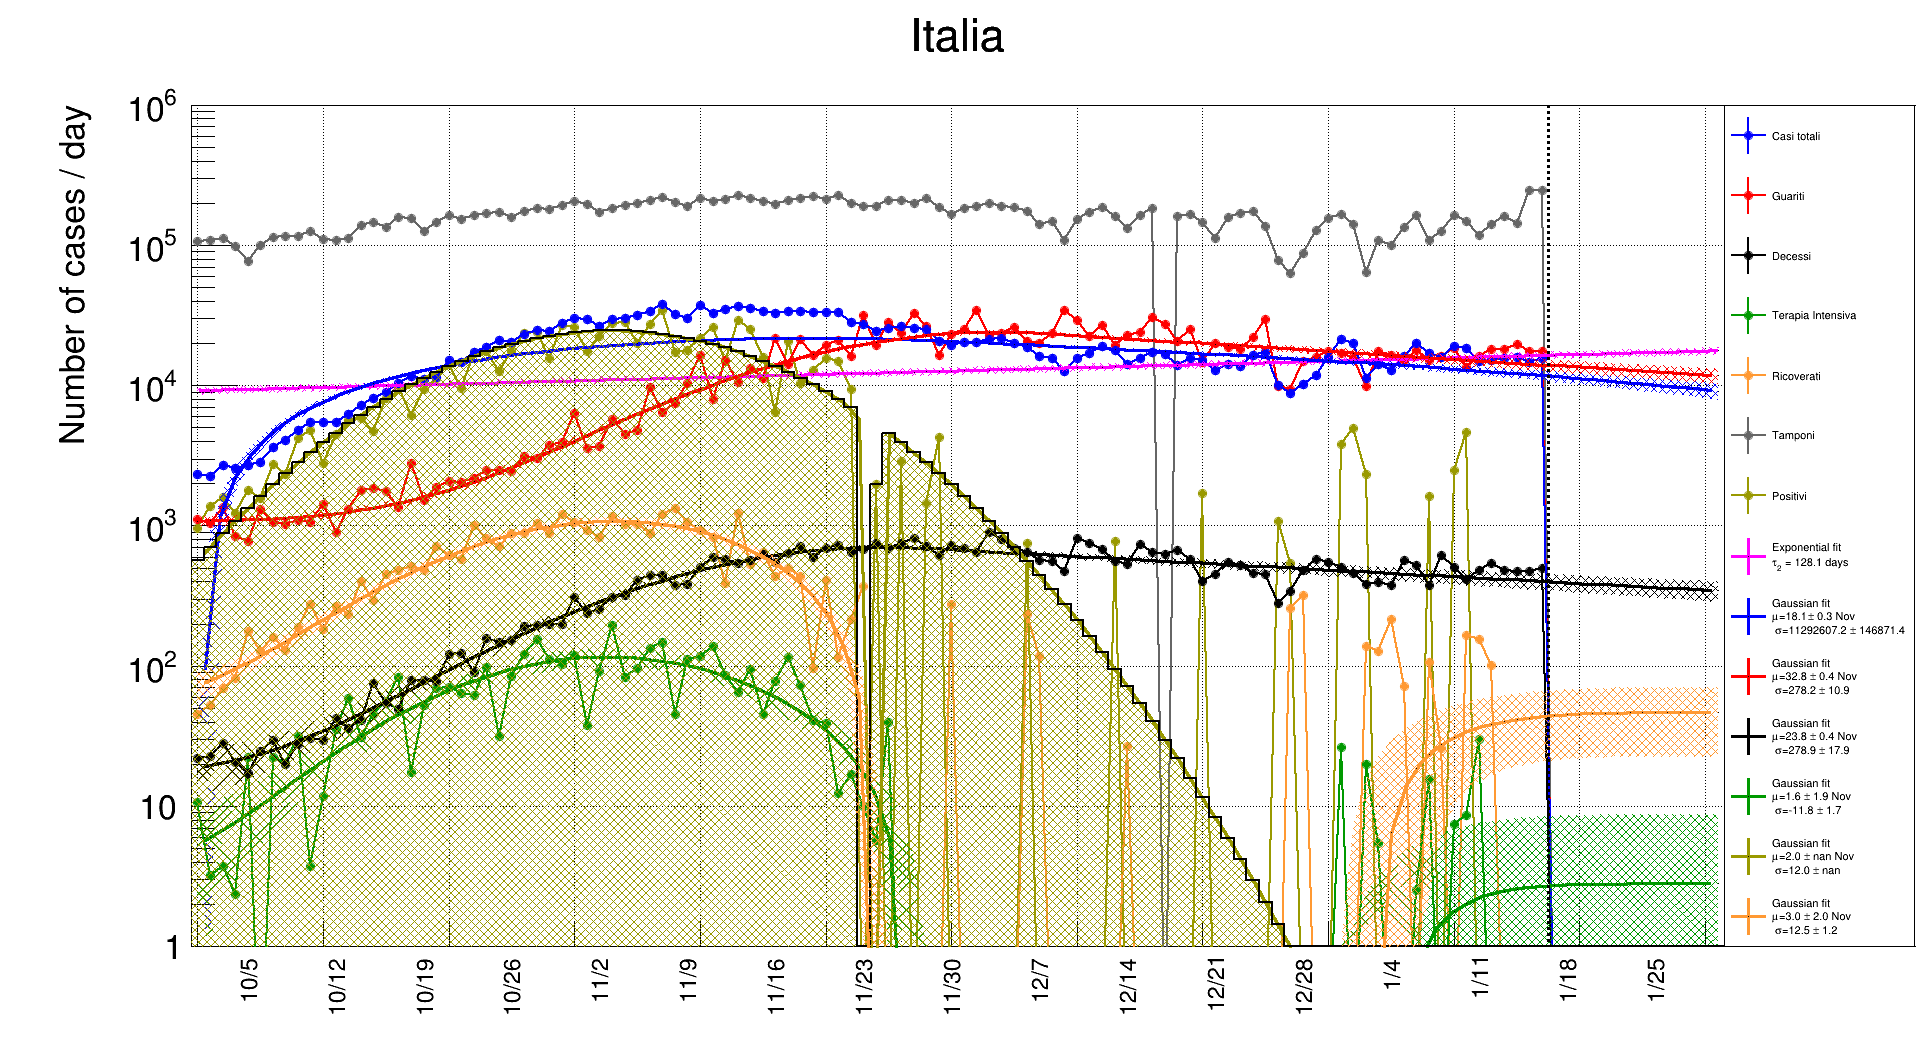 Italia
Number of cases / day
10^6
10^5
10^4
10^3
10^2
10
1
10/5
10/12
10/19
10/26
11/2
11/9
11/16
11/23
11/30
12/7
12/14
12/21
12/28
1/4
1/11
1/18
1/25
Casi totali
Guariti
Decessi
Terapia Intensiva
Ricoverati
Tamponi
Positivi
Exponential fit
τ_2 = 128.1 days
Gaussian fit
μ=18.1± 0.3 Nov
σ=11292607.2 ± 146871.4
Gaussian fit
μ=32.8 ± 0.4 Nov
σ=278.2 ± 10.9
Gaussian fit
μ=23.8 ± 0.4 Nov
σ=278.9 ± 17.9
Gaussian fit
μ=1.6 ± 1.9 Nov
σ=-11.8 ± 1.7
Gaussian fit
μ=2.0 ± nan Nov
σ=12.0 ± nan
Gaussian fit
μ=3.0 ± 2.0 Nov
σ=12.5 ± 1.2